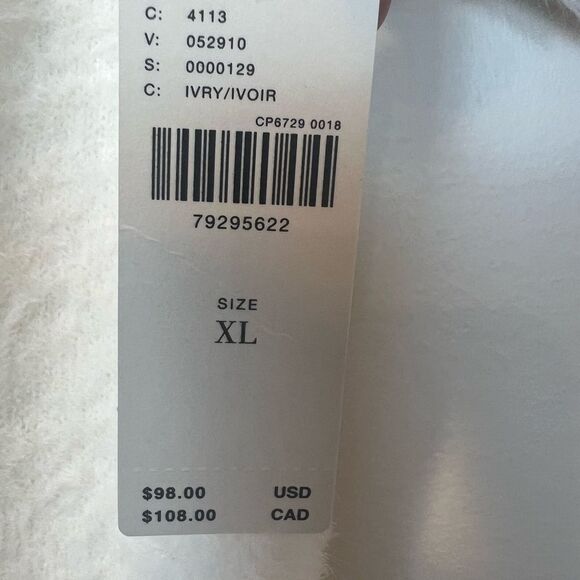 C: 4113
V: 052910
S: 0000129
C: IVRY/IVOIR
CP6729 0018
79295622
SIZE
XL
$98.00 USD
$108.00 CAD